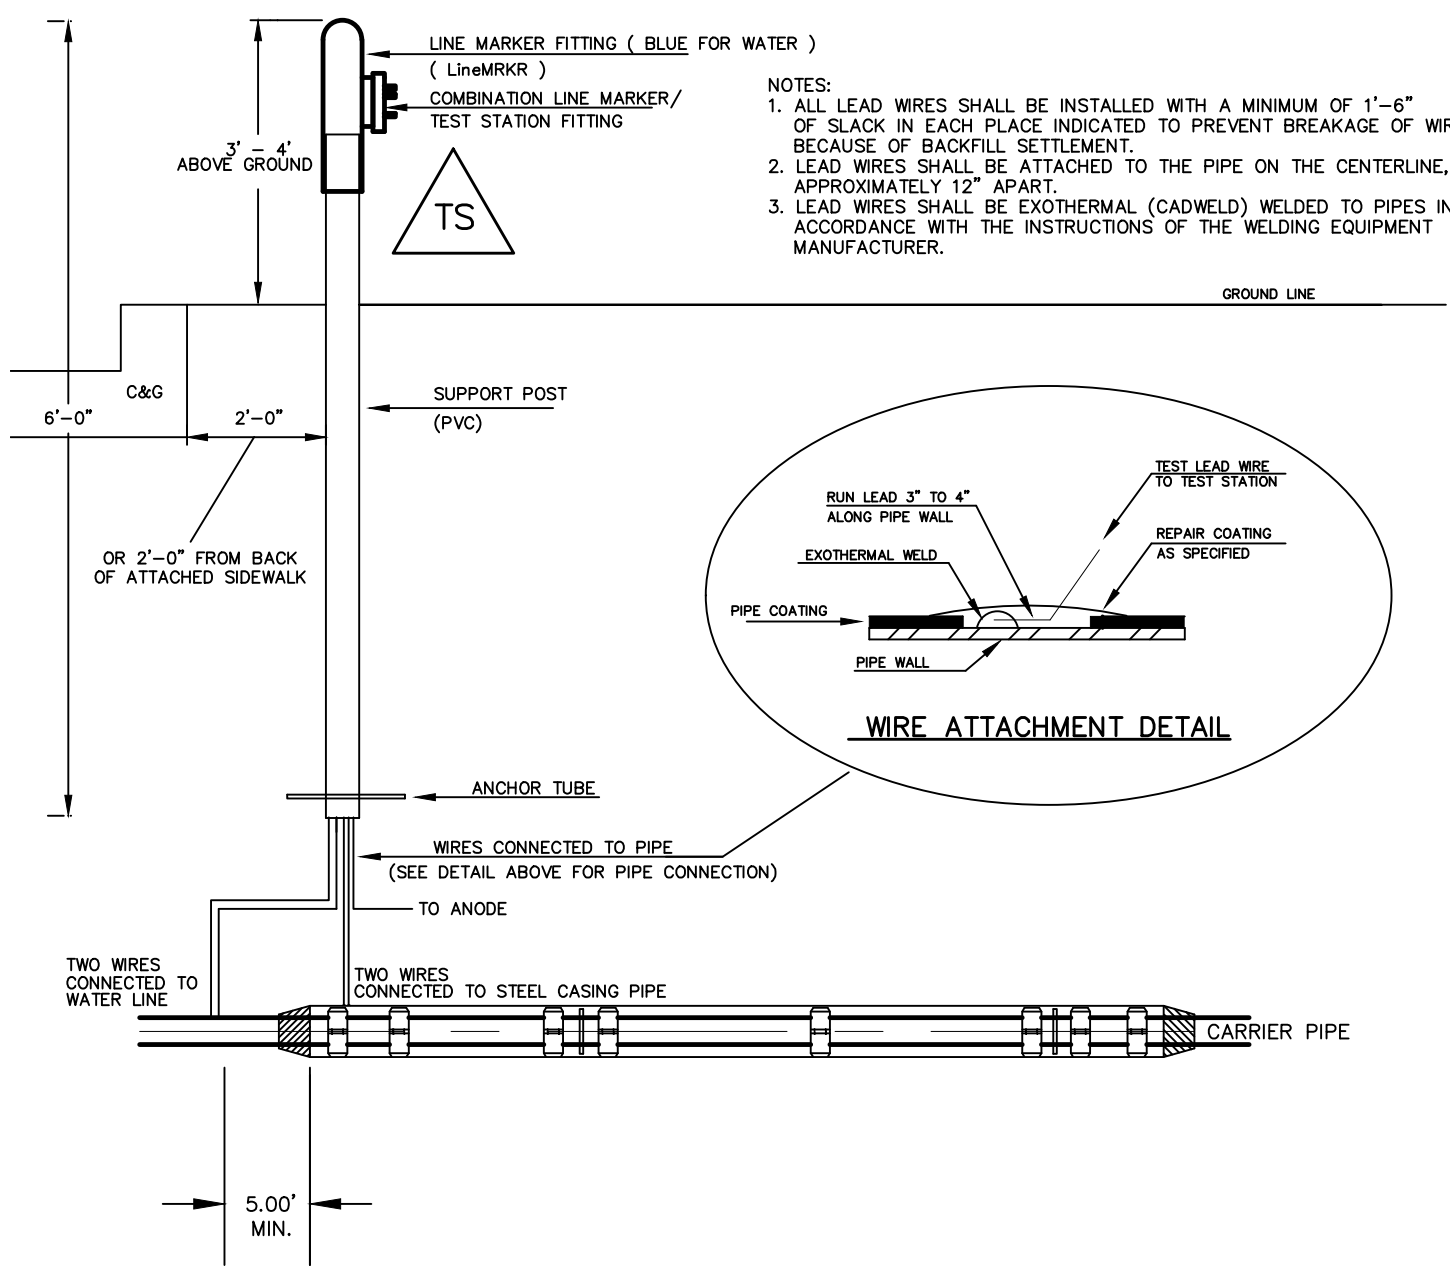 LINE MARKER FITTING ( BLUE FOR WATER )
( LineMRKR )
COMBINATION LINE MARKER/
TEST STATION FITTING
3' - 4'
ABOVE GROUND
TS
NOTES:
1. ALL LEAD WIRES SHALL BE INSTALLED WITH A MINIMUM OF 1'-6"
OF SLACK IN EACH PLACE INDICATED TO PREVENT BREAKAGE OF WIR
BECAUSE OF BACKFILL SETTLEMENT.
2. LEAD WIRES SHALL BE ATTACHED TO THE PIPE ON THE CENTERLINE,
APPROXIMATELY 12" APART.
3. LEAD WIRES SHALL BE EXOTHERMAL (CADWELD) WELDED TO PIPES IN
ACCORDANCE WITH THE INSTRUCTIONS OF THE WELDING EQUIPMENT
MANUFACTURER.
GROUND LINE
C&G
6'-0"
2'-0"
SUPPORT POST
(PVC)
OR 2'-0" FROM BACK
OF ATTACHED SIDEWALK
TEST LEAD WIRE
TO TEST STATION
RUN LEAD 3" TO 4"
ALONG PIPE WALL
REPAIR COATING
AS SPECIFIED
EXOTHERMAL WELD
PIPE COATING
PIPE WALL
WIRE ATTACHMENT DETAIL
ANCHOR TUBE
WIRES CONNECTED TO PIPE
(SEE DETAIL ABOVE FOR PIPE CONNECTION)
TO ANODE
TWO WIRES
CONNECTED TO
WATER LINE
TWO WIRES
CONNECTED TO STEEL CASING PIPE
CARRIER PIPE
5.00'
MIN.